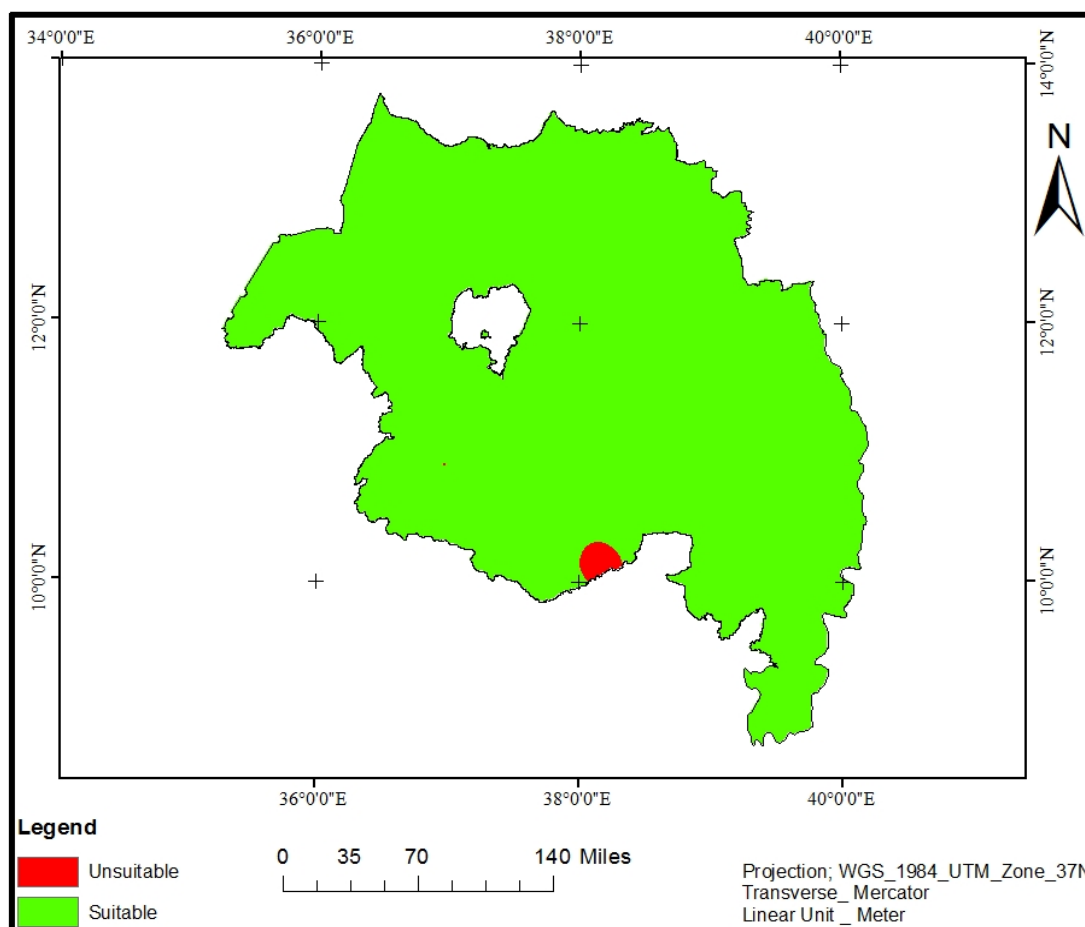 34°0'0"E 36°0'0"E 38°0'0"E 40°0'0"E
14°0'0"N
N
12°0'0"N 12°0'0"N
10°0'0"N 10°0'0"N
36°0'0"E 38°0'0"E 40°0'0"E
Legend
Unsuitable
Suitable
0 35 70 140 Miles
Projection; WGS_1984_UTM_Zone_37N
Transverse_ Mercator
Linear Unit _ Meter